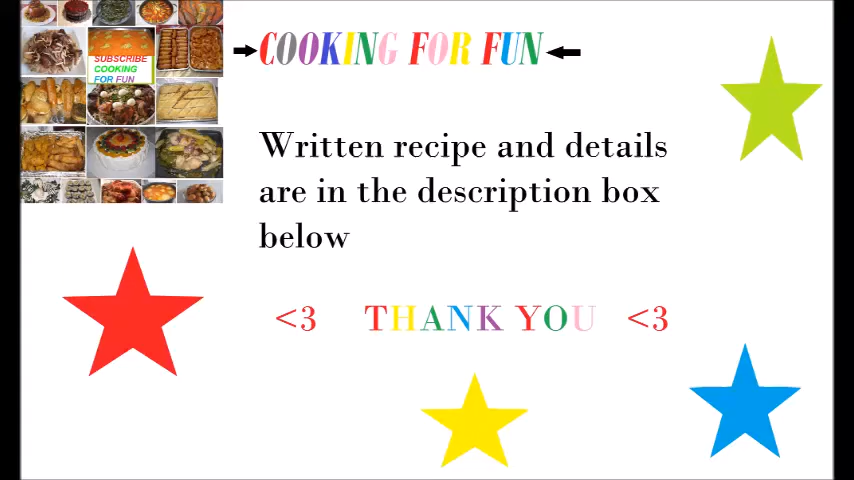 COOKING FOR FUN
SUBSCRIBE
COOKING
FOR FUN
Written recipe and details
are in the description box
below
<3 THANK YOU <3